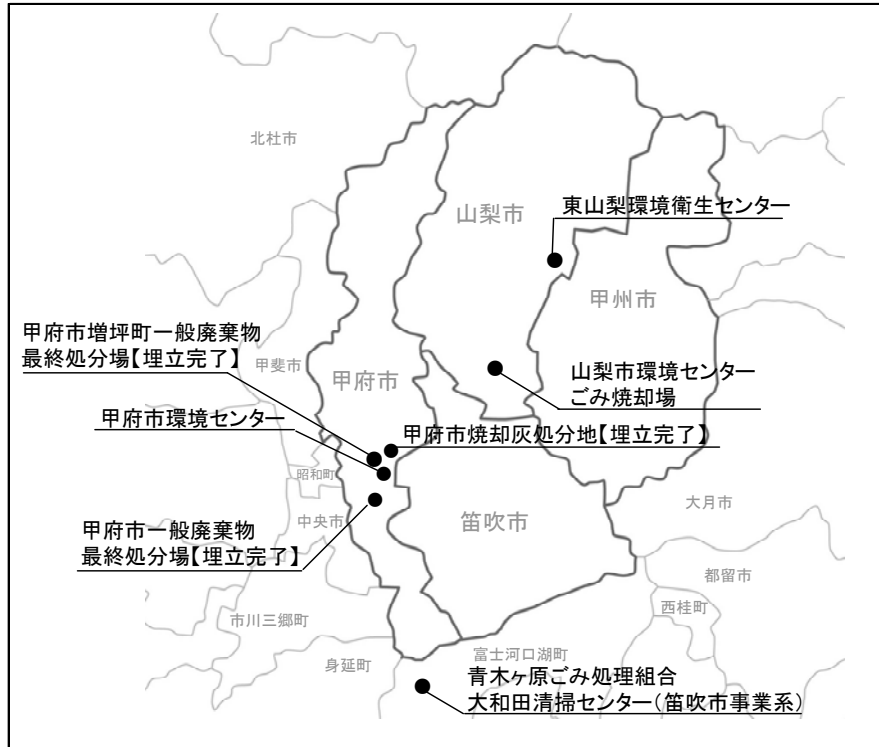 北杜市
山梨市
東山梨環境衛生センター
甲州市
甲府市増坪町一般廃棄物
最終処分場【埋立完了】
甲斐市
甲府市
山梨市環境センター
ごみ焼却場
甲府市環境センター
甲府市焼却灰処分地【埋立完了】
昭和町
中央市
笛吹市
大月市
甲府市一般廃棄物
最終処分場【埋立完了】
都留市
西桂町
市川三郷町
身延町
富士河口湖町
青木ヶ原ごみ処理組合
大和田清掃センター(笛吹市事業系)